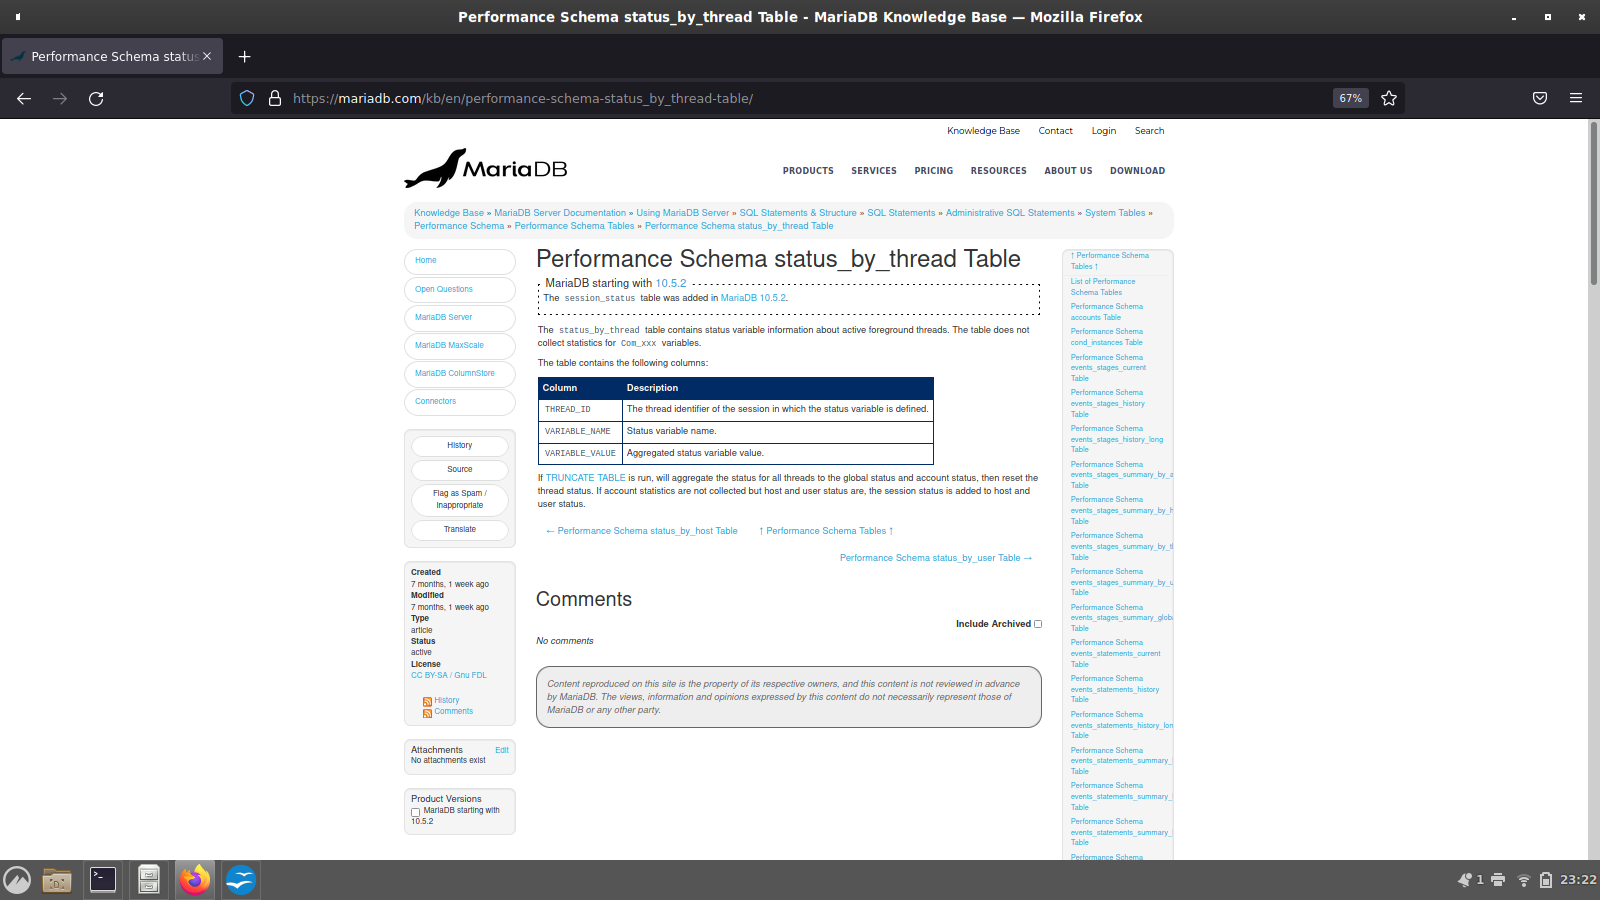 Performance Schema status_by_thread Table - MariaDB Knowledge Base — Mozilla Firefox
Performance Schema status
https://mariadb.com/kb/en/performance-schema-status_by_thread-table/
67%
Knowledge Base Contact Login Search
MariaDB
PRODUCTS SERVICES PRICING RESOURCES ABOUT US DOWNLOAD
Knowledge Base » MariaDB Server Documentation » Using MariaDB Server » SQL Statements & Structure » SQL Statements » Administrative SQL Statements » System Tables »
Performance Schema » Performance Schema Tables » Performance Schema status_by_thread Table
Home
Open Questions
MariaDB Server
MariaDB MaxScale
MariaDB ColumnStore
Connectors
History
Source
Flag as Spam /
Inappropriate
Translate
Created
7 months, 1 week ago
Modified
7 months, 1 week ago
Type
article
Status
active
License
CC BY-SA / Gnu FDL
History
Comments
Attachments Edit
No attachments exist
Product Versions
MariaDB starting with
10.5.2
Performance Schema status_by_thread Table
MariaDB starting with 10.5.2
The session_status table was added in MariaDB 10.5.2.
The status_by_thread table contains status variable information about active foreground threads. The table does not
collect statistics for Com_xxx variables.
The table contains the following columns:
Column Description
THREAD_ID The thread identifier of the session in which the status variable is defined.
VARIABLE_NAME Status variable name.
VARIABLE_VALUE Aggregated status variable value.
If TRUNCATE TABLE is run, will aggregate the status for all threads to the global status and account status, then reset the
thread status. If account statistics are not collected but host and user status are, the session status is added to host and
user status.
← Performance Schema status_by_host Table ↑ Performance Schema Tables ↑
Performance Schema status_by_user Table →
Comments
Include Archived
No comments
Content reproduced on this site is the property of its respective owners, and this content is not reviewed in advance
by MariaDB. The views, information and opinions expressed by this content do not necessarily represent those of
MariaDB or any other party.
↑ Performance Schema
Tables ↑
List of Performance
Schema Tables
Performance Schema
accounts Table
Performance Schema
cond_instances Table
Performance Schema
events_stages_current
Table
Performance Schema
events_stages_history
Table
Performance Schema
events_stages_history_long
Table
Performance Schema
events_stages_summary_by_a
Table
Performance Schema
events_stages_summary_by_h
Table
Performance Schema
events_stages_summary_by_t
Table
Performance Schema
events_stages_summary_by_u
Table
Performance Schema
events_stages_summary_glob
Table
Performance Schema
events_statements_current
Table
Performance Schema
events_statements_history
Table
Performance Schema
events_statements_history_lon
Table
Performance Schema
events_statements_summary_
Table
Performance Schema
events_statements_summary_
Table
Performance Schema
events_statements_summary_
Table
Performance Schema
1
23:22